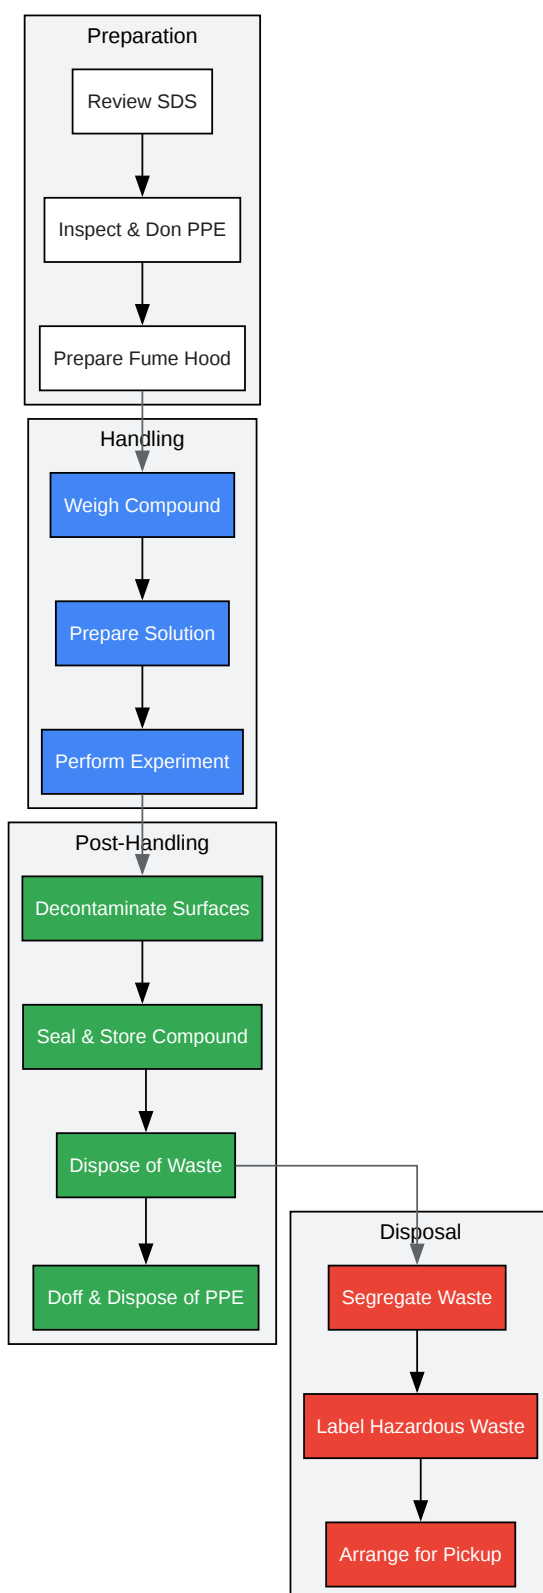 Preparation
Review SDS
Inspect & Don PPE
Prepare Fume Hood
Handling
Weigh Compound
Prepare Solution
Perform Experiment
Post-Handling
Decontaminate Surfaces
Seal & Store Compound
Dispose of Waste
Doff & Dispose of PPE
Disposal
Segregate Waste
Label Hazardous Waste
Arrange for Pickup